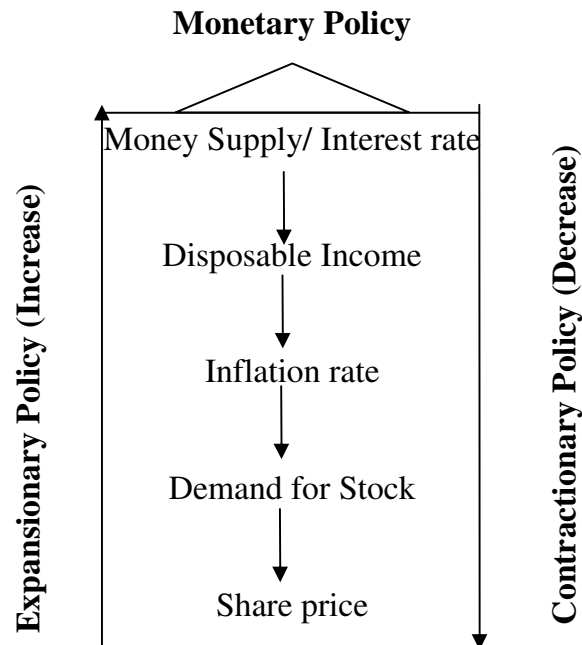 Monetary Policy
Money Supply/ Interest rate
Disposable Income
Inflation rate
Demand for Stock
Share price
Expansionary Policy (Increase)
Contractionary Policy (Decrease)